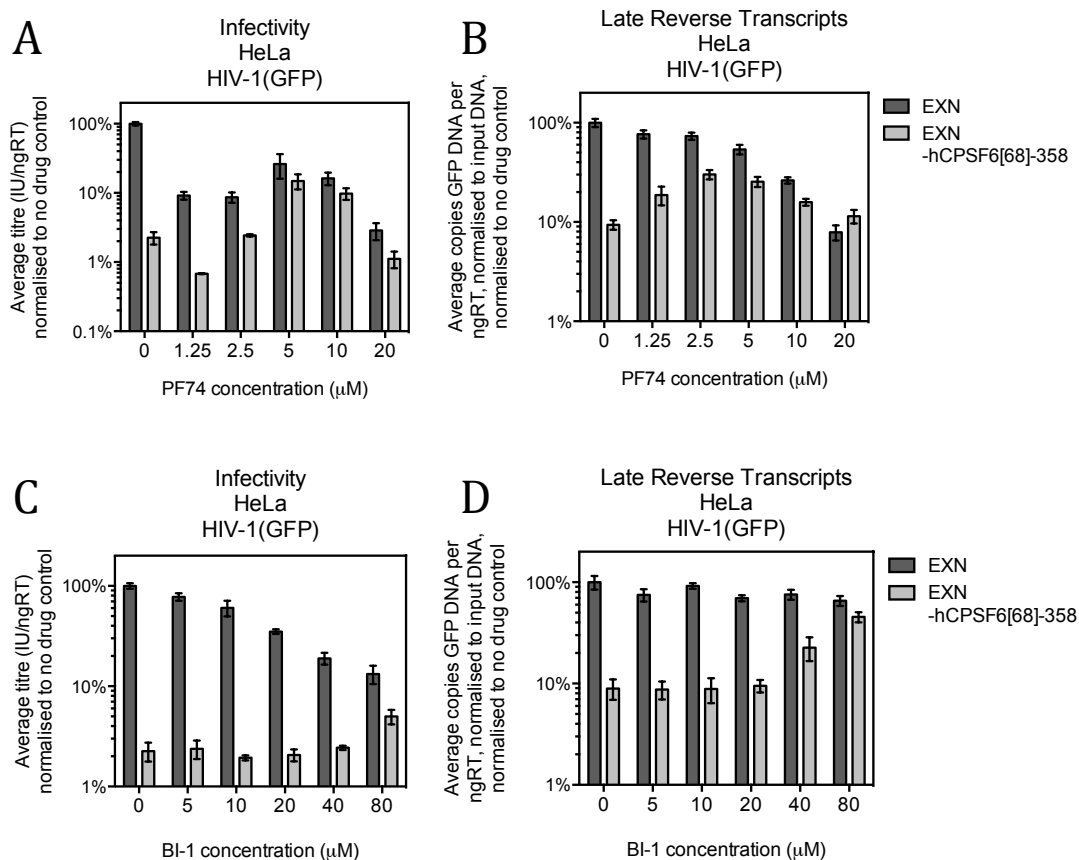 A
Infectivity
HeLa
HIV-1(GFP)
Average titre (IU/ngRT)
normalised to no drug control
100%
10%
1%
0.1%
0 1.25 2.5 5 10 20
PF74 concentration (μM)
B
Late Reverse Transcripts
HeLa
HIV-1(GFP)
Average copies GFP DNA per
ngRT, normalised to input DNA,
normalised to no drug control
100%
10%
1%
0 1.25 2.5 5 10 20
PF74 concentration (μM)
EXN
EXN
-hCPSF6[68]-358
C
Infectivity
HeLa
HIV-1(GFP)
Average titre (IU/ngRT)
normalised to no drug control
100%
10%
1%
0 5 10 20 40 80
BI-1 concentration (μM)
D
Late Reverse Transcripts
HeLa
HIV-1(GFP)
Average copies GFP DNA per
ngRT, normalised to input DNA,
normalised to no drug control
100%
10%
1%
0 5 10 20 40 80
BI-1 concentration (μM)
EXN
EXN
-hCPSF6[68]-358